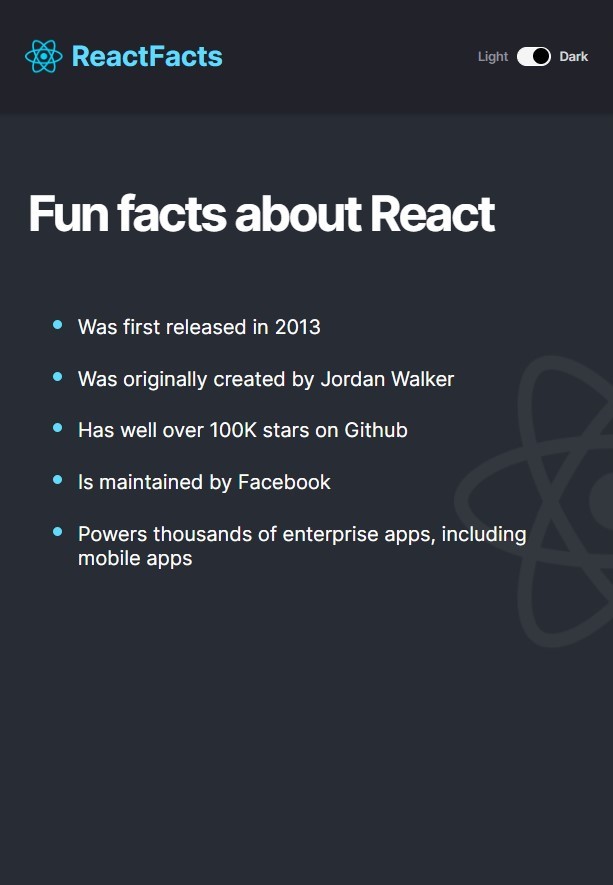 ReactFacts
Light Dark
Fun facts about React
Was first released in 2013
Was originally created by Jordan Walker
Has well over 100K stars on Github
Is maintained by Facebook
Powers thousands of enterprise apps, including
mobile apps